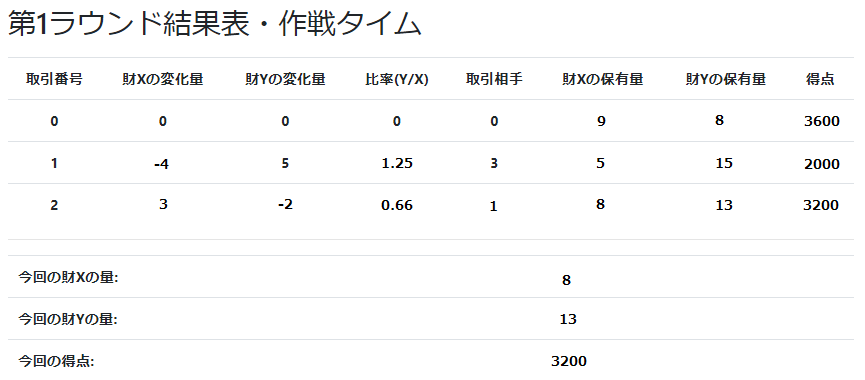 第1ラウンド結果表・作戦タイム
取引番号 財Xの変化量 財Yの変化量 比率(Y/X) 取引相手 財Xの保有量 財Yの保有量 得点
0 0 0 0 0 9 8 3600
1 -4 5 1.25 3 5 15 2000
2 3 -2 0.66 1 8 13 3200
今回の財Xの量: 8
今回の財Yの量: 13
今回の得点: 3200